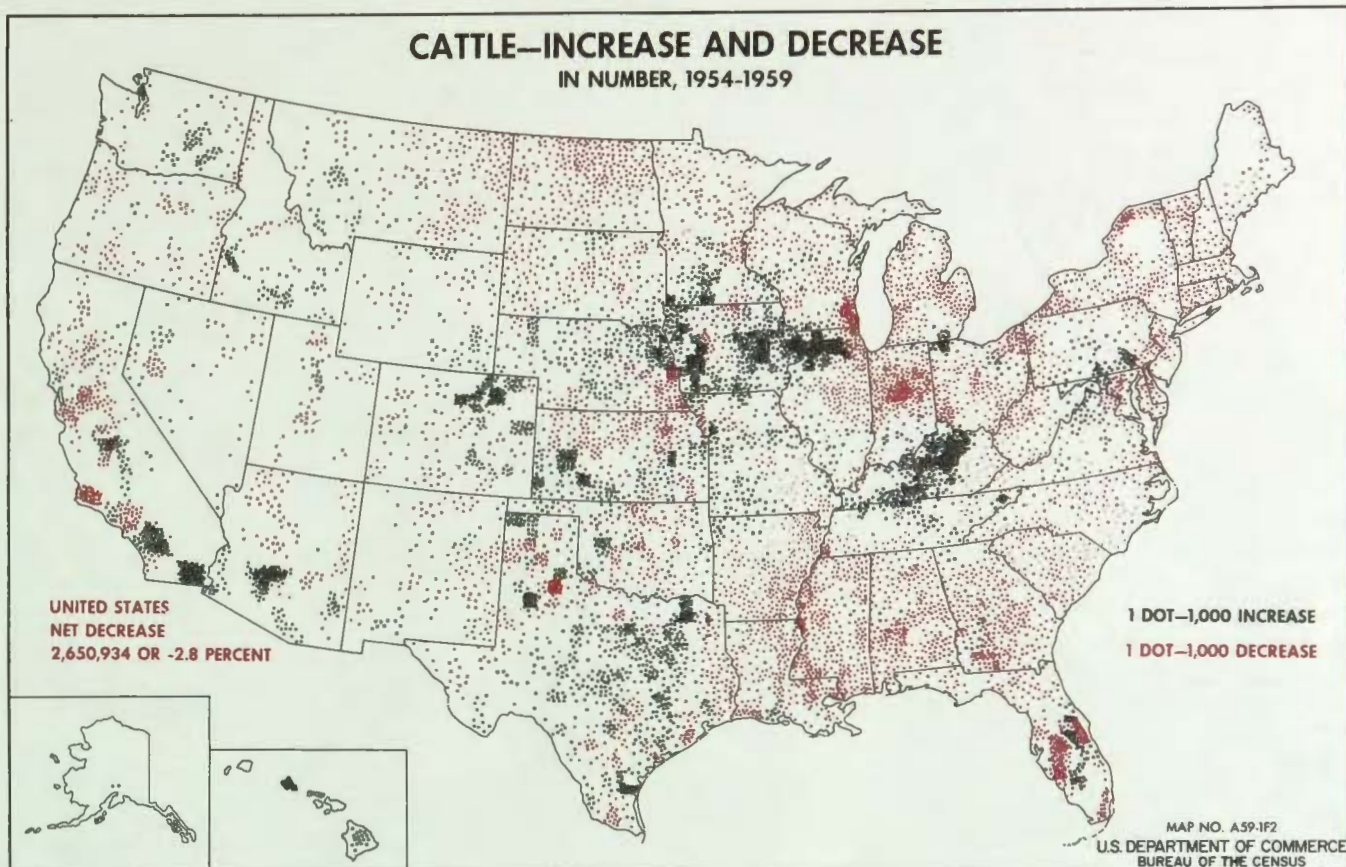 CATTLE—INCREASE AND DECREASE
IN NUMBER, 1954-1959
UNITED STATES
NET DECREASE
2,650,934 OR -2.8 PERCENT
1 DOT—1,000 INCREASE
1 DOT—1,000 DECREASE
MAP NO. A59-1F2
U.S. DEPARTMENT OF COMMERCE
BUREAU OF THE CENSUS